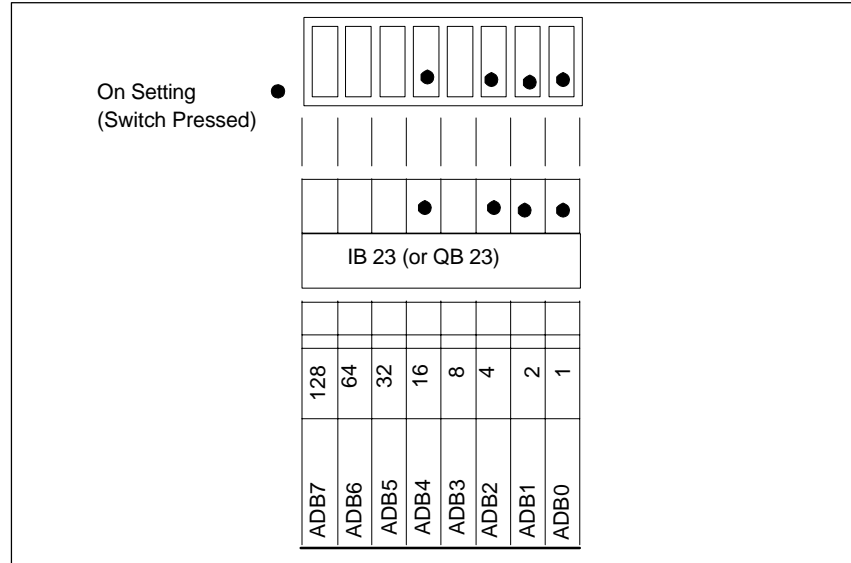 On Setting
(Switch Pressed)
IB 23 (or QB 23)
128 64 32 16 8 4 2 1
ADB7 ADB6 ADB5 ADB4 ADB3 ADB2 ADB1 ADB0